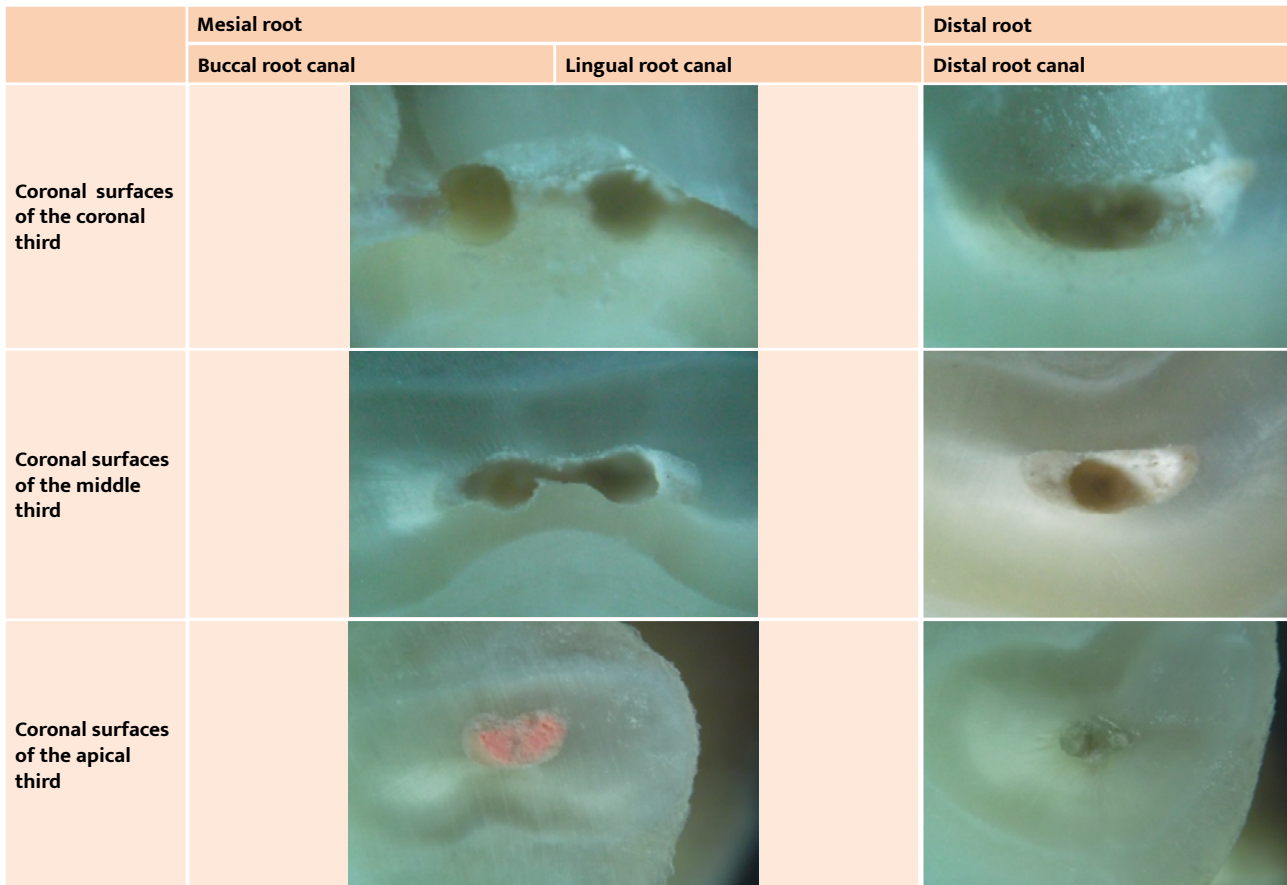 Mesial root
Distal root
Buccal root canal
Lingual root canal
Distal root canal
Coronal surfaces
of the coronal
third
Coronal surfaces
of the middle
third
Coronal surfaces
of the apical
third